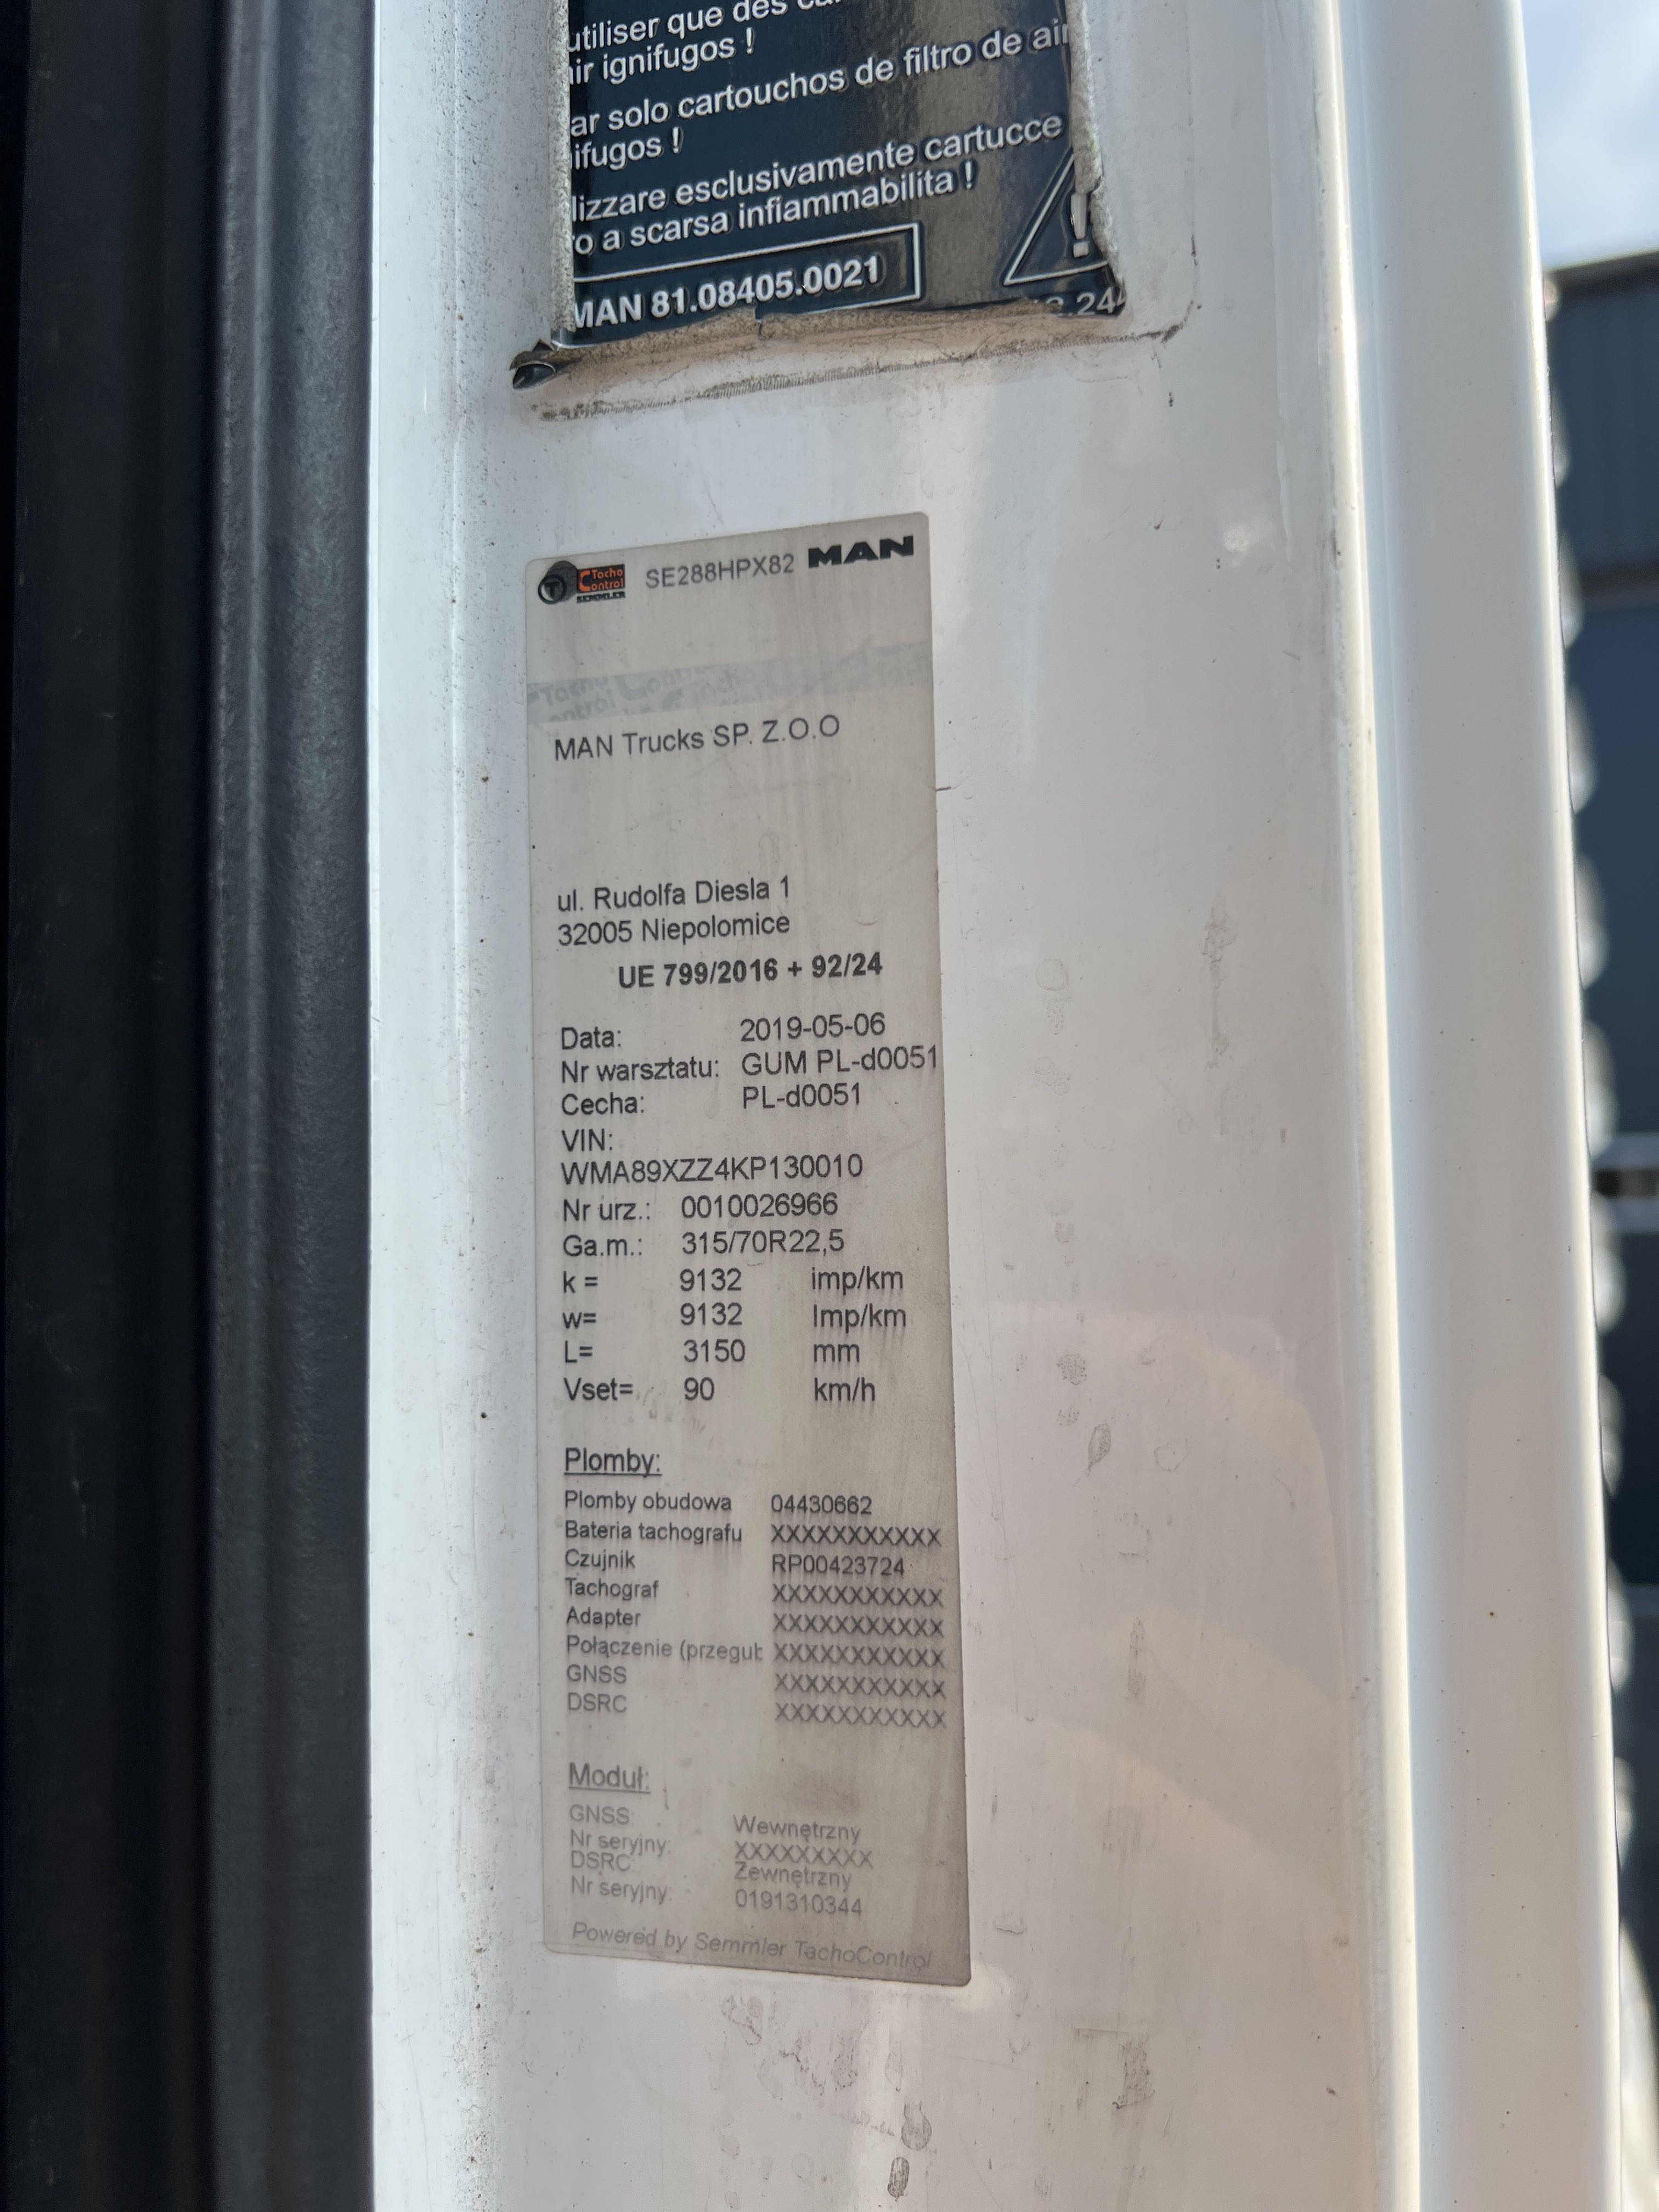 utiliser que des
ir ignifugos !
ar solo cartouchos de filtro de air
ifugos !
lizzare esclusivamente cartucce
o a scarsa infiammabilita !
MAN 81.08405.0021
!
.24
T
Tacho
Control
SEMMLER
SE288HPX82 MAN
MAN Trucks SP. Z.O.O
ul. Rudolfa Diesla 1
32005 Niepolomice
UE 799/2016 + 92/24
Data: 2019-05-06
Nr warsztatu: GUM PL-d0051
Cecha: PL-d0051
VIN:
WMA89XZZ4KP130010
Nr urz.: 0010026966
Ga.m.: 315/70R22,5
k = 9132 imp/km
w= 9132 Imp/km
L= 3150 mm
Vset= 90 km/h
Plomby:
Plomby obudowa 04430662
Bateria tachografu XXXXXXXXXXX
Czujnik RP00423724
Tachograf XXXXXXXXXXX
Adapter XXXXXXXXXXX
Połączenie (przegub XXXXXXXXXXX
GNSS XXXXXXXXXXX
DSRC XXXXXXXXXXX
Moduł:
GNSS: Wewnętrzny
Nr seryjny: XXXXXXXXX
DSRC: Zewnętrzny
Nr seryjny: 0191310344
Powered by Semmler TachoControl